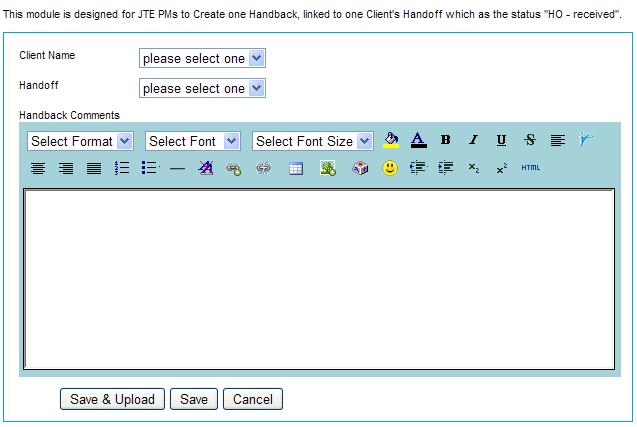 This module is designed for JTE PMs to Create one Handback, linked to one Client's Handoff which as the status "HO - received".
Client Name please select one
Handoff please select one
Handback Comments
Select Format Select Font Select Font Size A B I U S
A x2 x2 HTML
Save & Upload Save Cancel